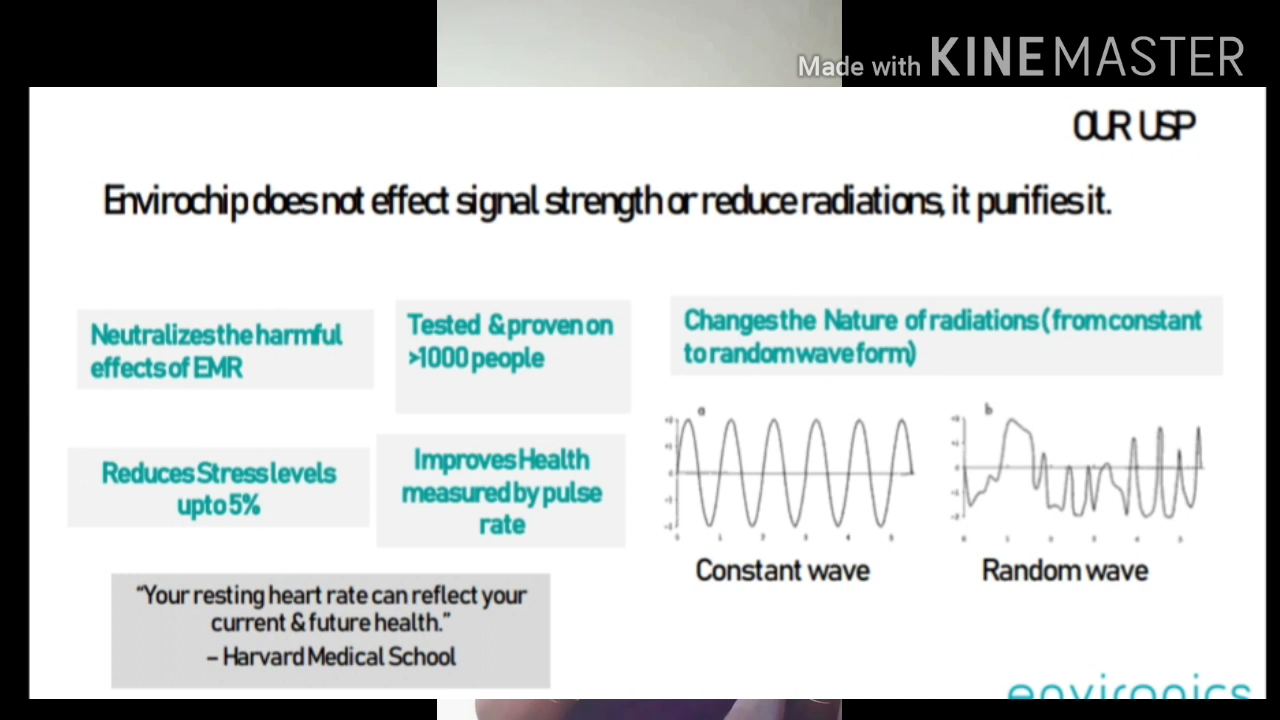 Made with KINEMASTER
OUR USP
Envirochip does not effect signal strength or reduce radiations, it purifies it.
Neutralizes the harmful
effects of EMR
Tested & proven on
>1000 people
Changes the Nature of radiations (from constant
to random wave form)
Reduces Stress levels
upto 5%
Improves Health
measured by pulse
rate
a
b
Constant wave
Random wave
"Your resting heart rate can reflect your
current & future health."
– Harvard Medical School
environics